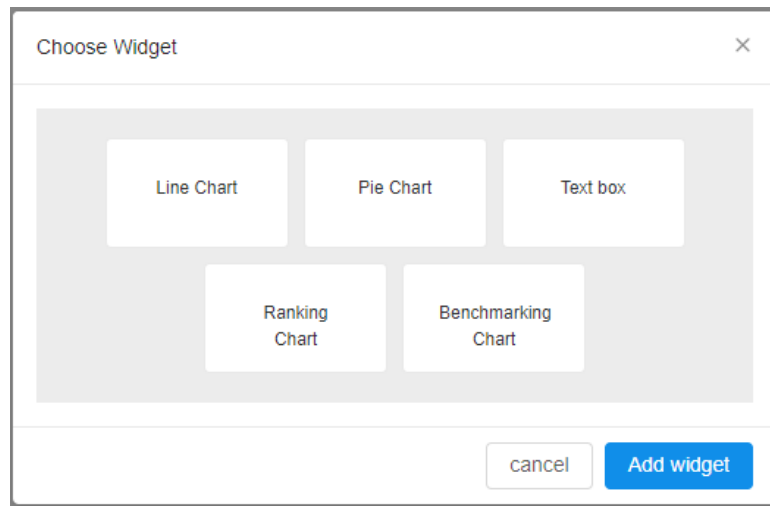 Choose Widget
Line Chart
Pie Chart
Text box
Ranking
Chart
Benchmarking
Chart
cancel
Add widget